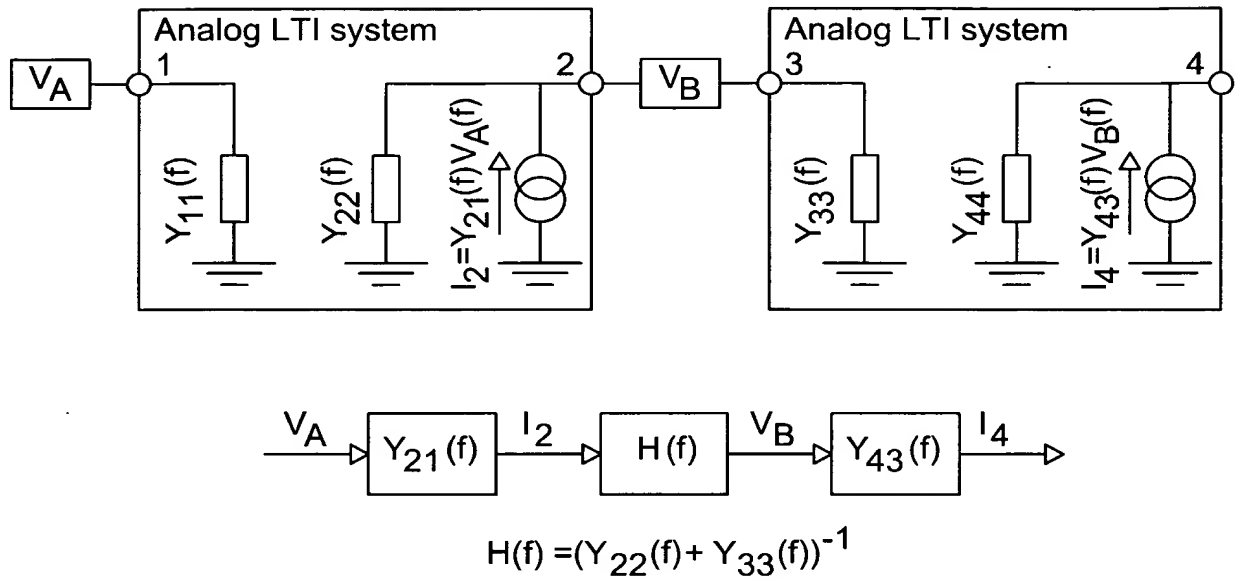 Analog LTI system
Analog LTI system
V_A
1
2
V_B
3
4
Y_11(f)
Y_22(f)
I_2=Y_21(f)V_A(f)
Y_33(f)
Y_44(f)
I_4=Y_43(f)V_B(f)
V_A
Y_21(f)
I_2
H(f)
V_B
Y_43(f)
I_4
H(f) =(Y_22(f)+ Y_33(f))^-1